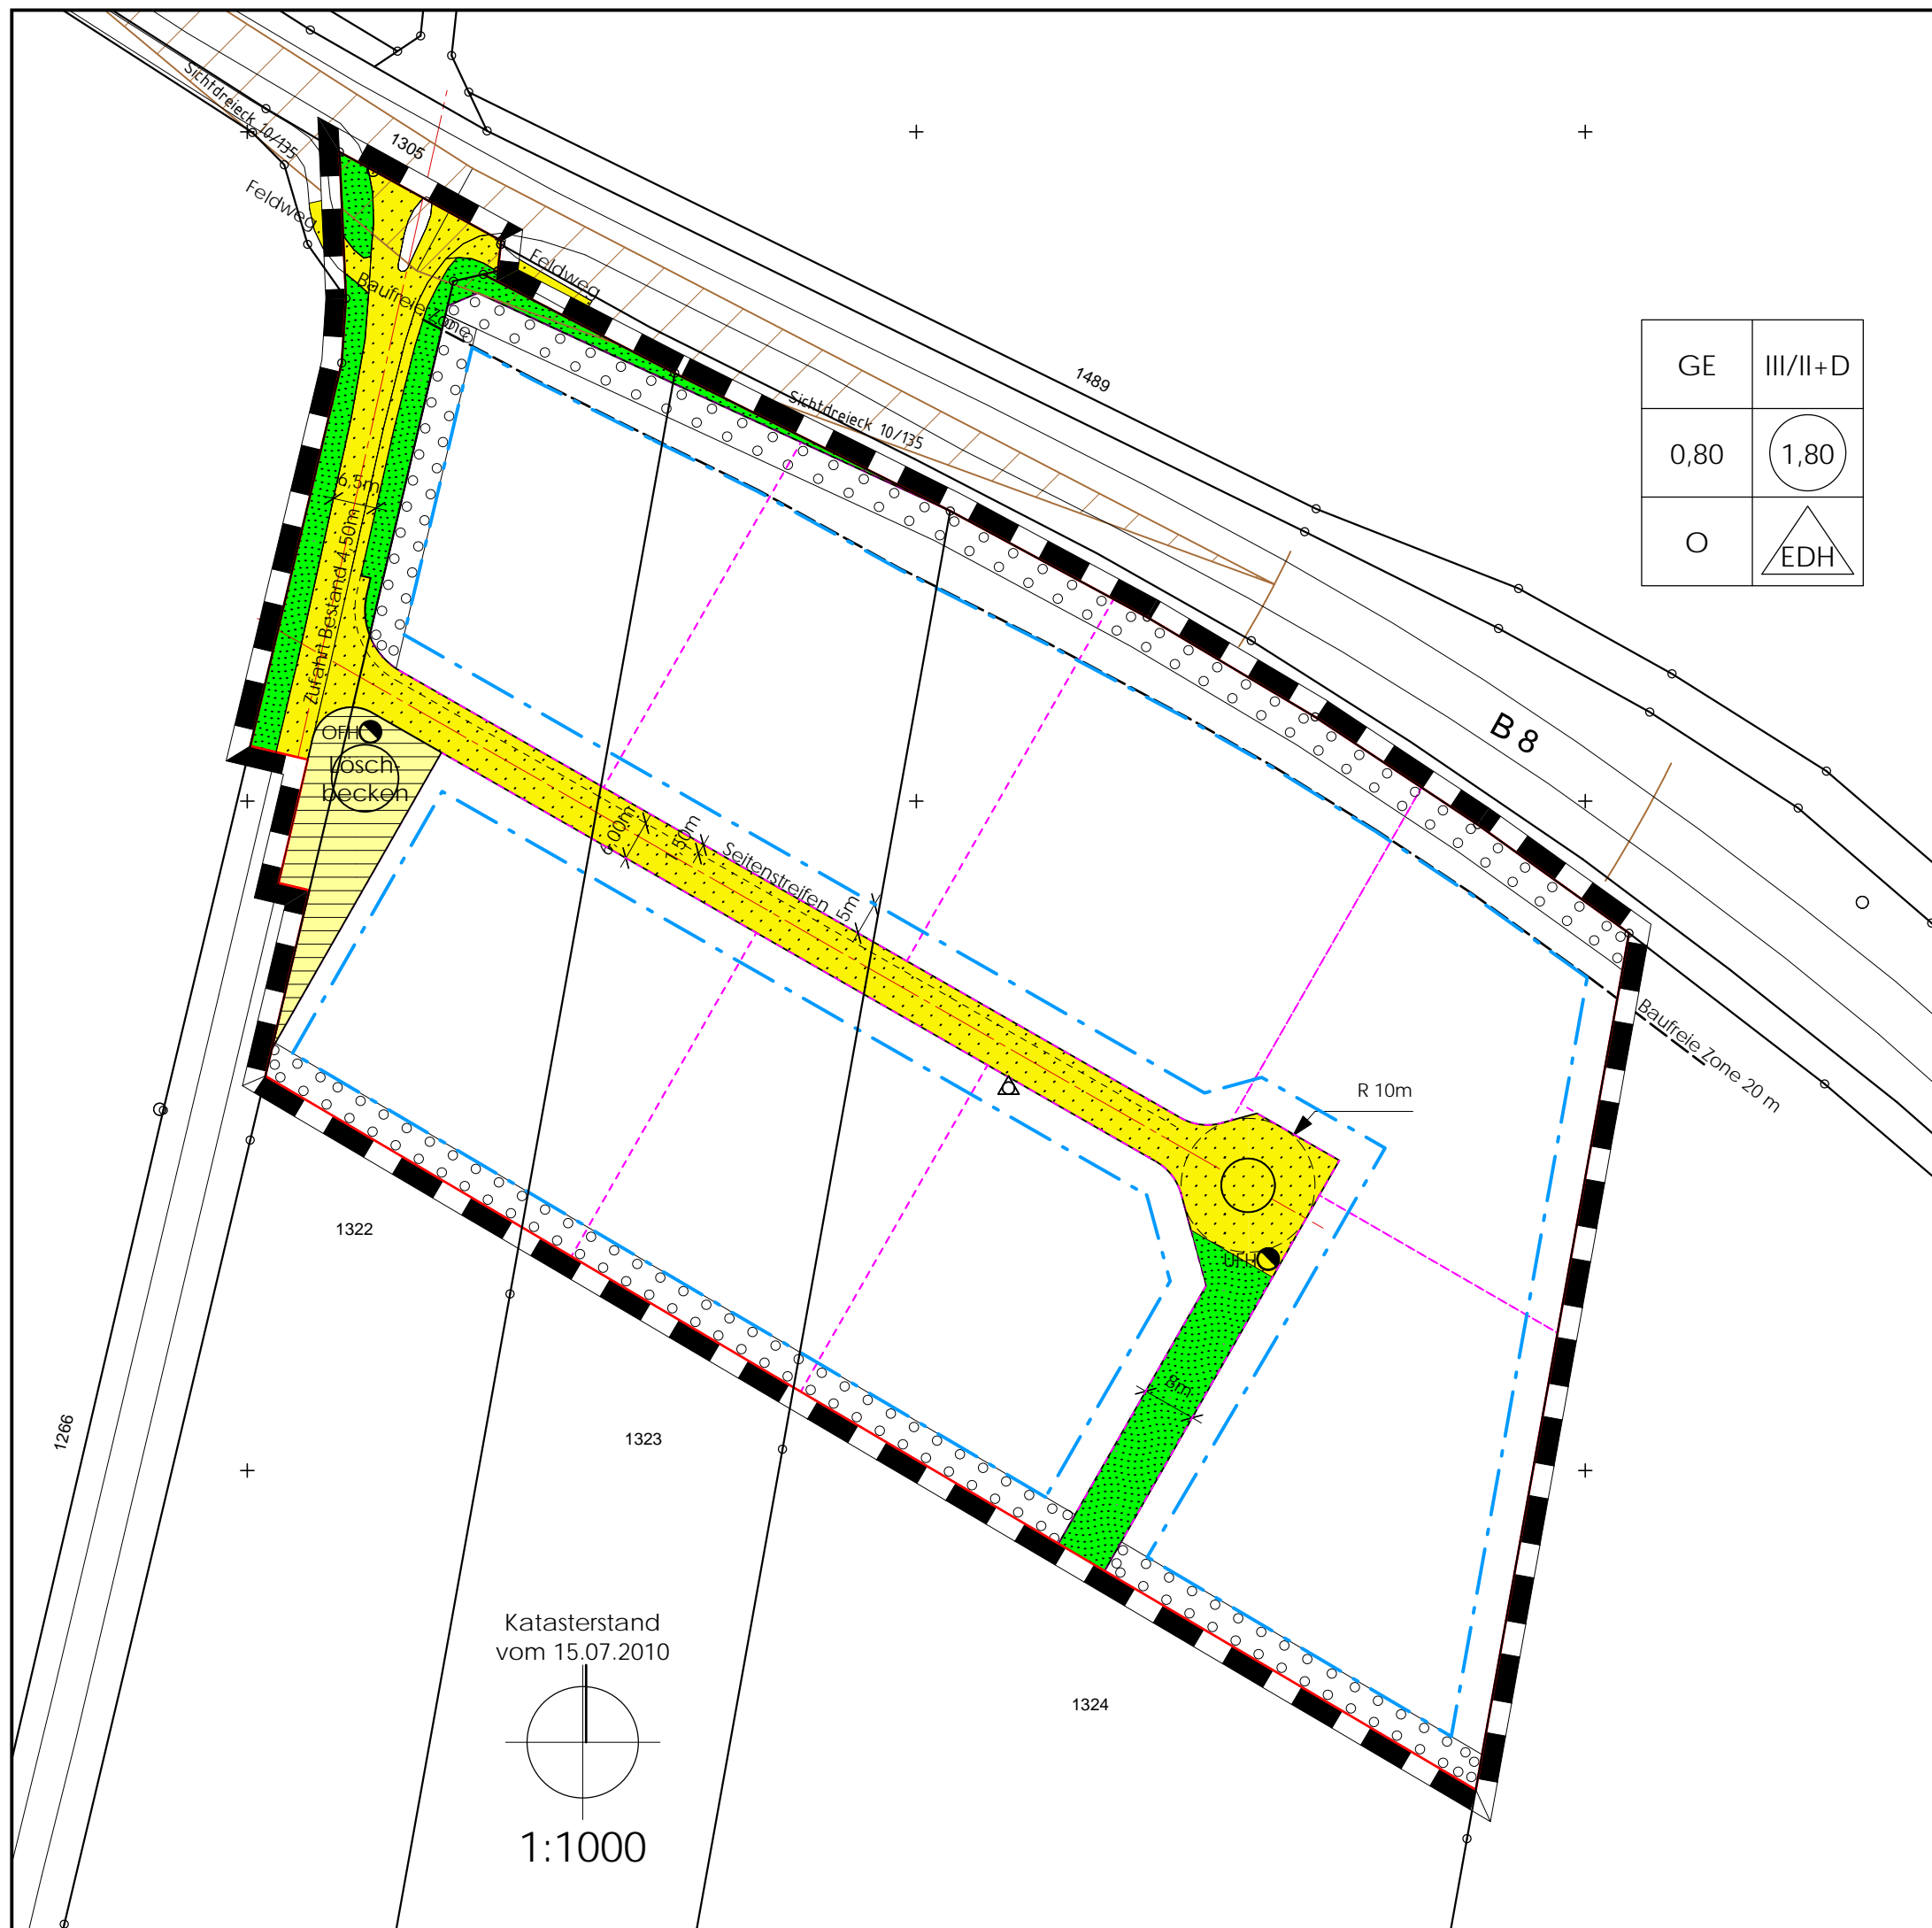 Sichtdreieck 10/135
1305
Feldweg
Feldweg
Baufreie Zone
1489
Sichtdreieck 10/135
GE III/II+D
0,80 1,80
O EDH
6,5m
Zufahrt Bestand 4,50m
B 8
OFH
Lösch-
becken
6,00m
1,50m
Seitenstreifen
5m
Baufreie Zone 20 m
R 10m
UFH
8m
1322
1323
1266
1324
Katasterstand
vom 15.07.2010
1:1000